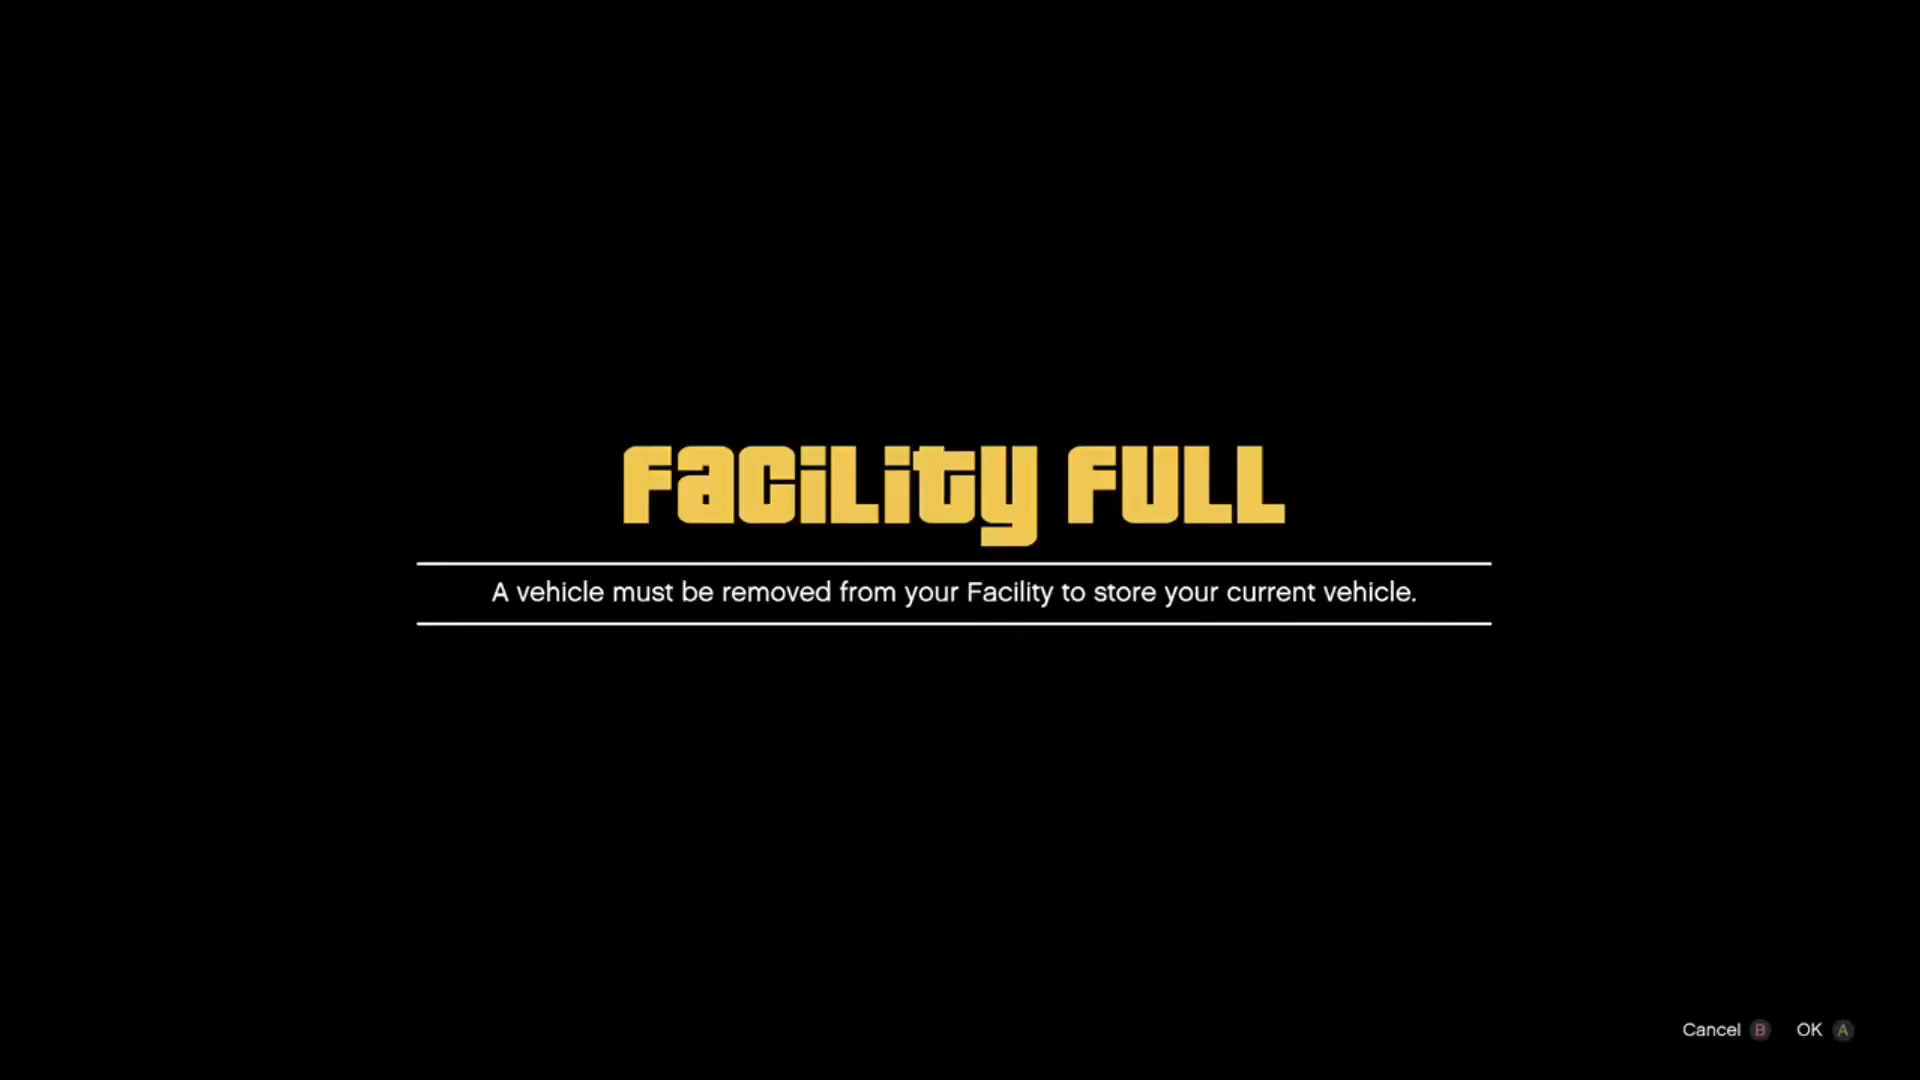 Facility Full
A vehicle must be removed from your Facility to store your current vehicle.
Cancel B OK A